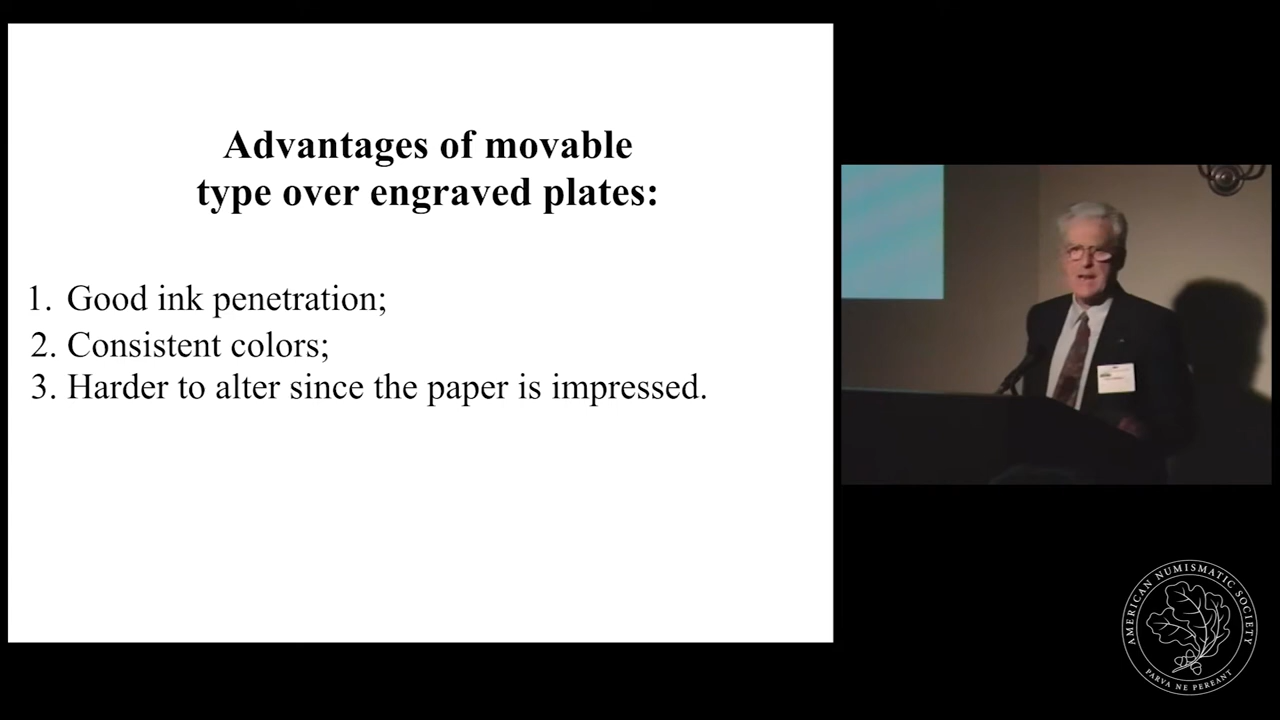 Advantages of movable
type over engraved plates:
1. Good ink penetration;
2. Consistent colors;
3. Harder to alter since the paper is impressed.
AMERICAN NUMISMATIC SOCIETY
PARVA NE PEREANT